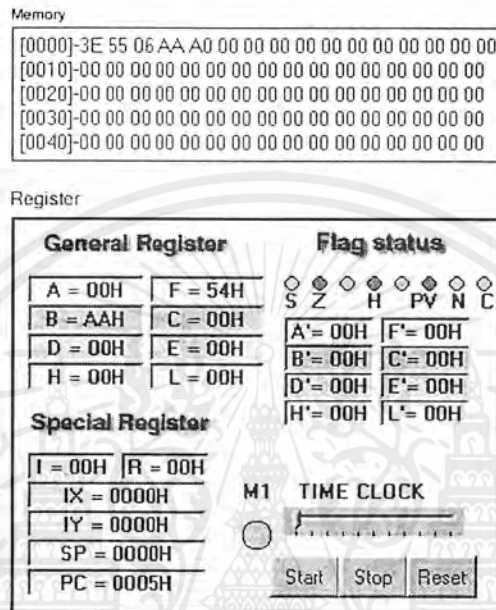 Memory
[0000]-3E 55 06 AA A0 00 00 00 00 00 00 00 00 00 00 00
[0010]-00 00 00 00 00 00 00 00 00 00 00 00 00 00 00 00
[0020]-00 00 00 00 00 00 00 00 00 00 00 00 00 00 00 00
[0030]-00 00 00 00 00 00 00 00 00 00 00 00 00 00 00 00
[0040]-00 00 00 00 00 00 00 00 00 00 00 00 00 00 00 00
Register
General Register
A = 00H F = 54H
B = AAH C = 00H
D = 00H E = 00H
H = 00H L = 00H
Special Register
I = 00H R = 00H
IX = 0000H
IY = 0000H
SP = 0000H
PC = 0005H
Flag status
S Z H PV N C
A'= 00H F'= 00H
B'= 00H C'= 00H
D'= 00H E'= 00H
H'= 00H L'= 00H
M1 TIME CLOCK
Start Stop Reset